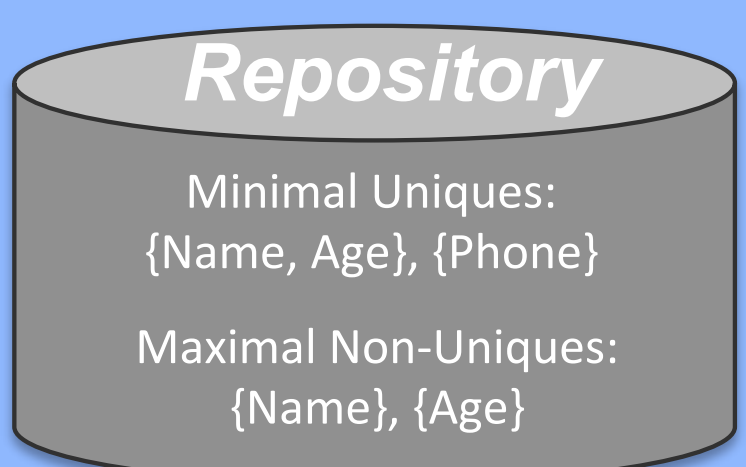 Repository
Minimal Uniques:
{Name, Age}, {Phone}
Maximal Non-Uniques:
{Name}, {Age}